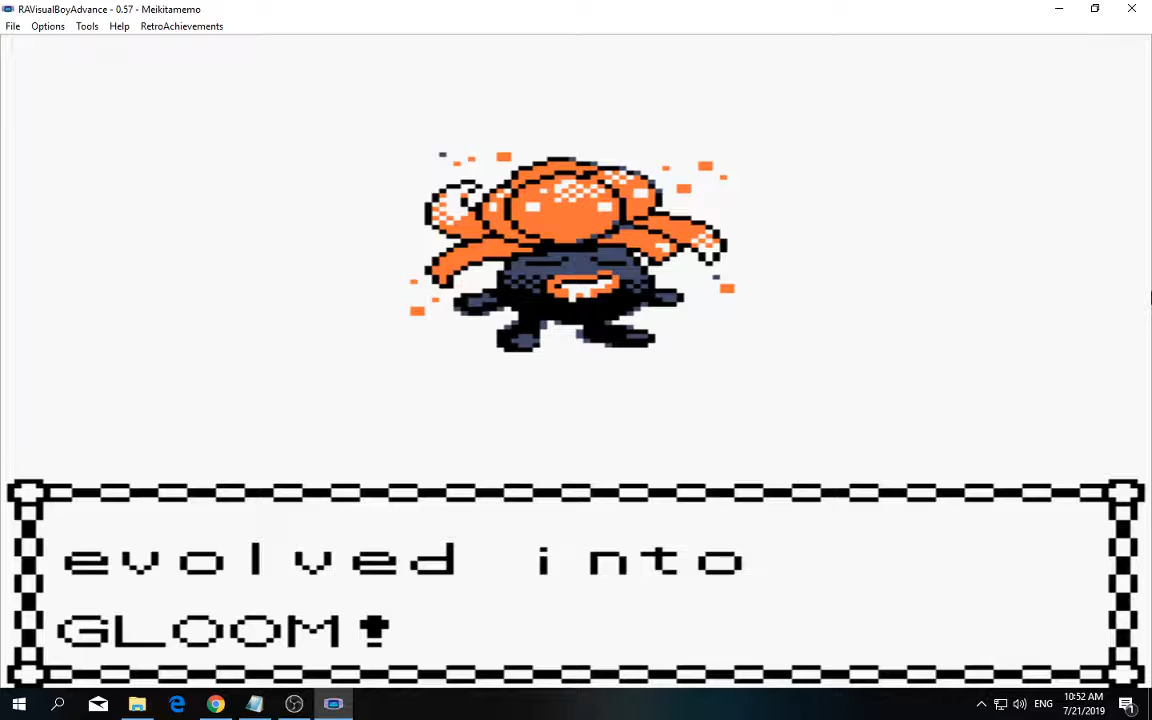 RAVisualBoyAdvance - 0.57 - Meikitamemo
File Options Tools Help RetroAchievements
evolved into
GLOOM!
10:52 AM
ENG
7/21/2019
1